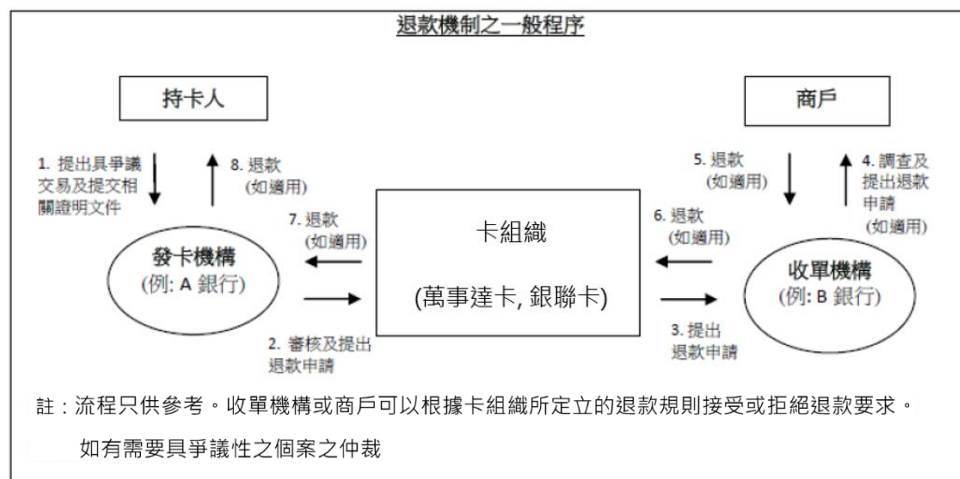 退款機制之一般程序
持卡人
商戶
1. 提出具爭議
交易及提交相
關證明文件
8. 退款
(如適用)
5. 退款
(如適用)
4. 調查及
提出退款
申請
(如適用)
7. 退款
(如適用)
卡組織
(萬事達卡, 銀聯卡)
6. 退款
(如適用)
發卡機構
(例: A 銀行)
收單機構
(例: B 銀行)
2. 審核及提出
退款申請
3. 提出
退款申請
註：流程只供參考。收單機構或商戶可以根據卡組織所定立的退款規則接受或拒絕退款要求。
如有需要具爭議性之個案之仲裁